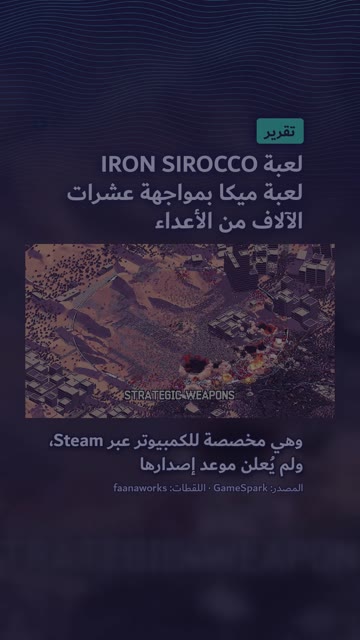 تقرير
لعبة IRON SIROCCO
لعبة ميكا بمواجهة عشرات
الآلاف من الأعداء
STRATEGIC WEAPONS
وهي مخصصة للكمبيوتر عبر Steam،
ولم يُعلن موعد إصدارها
المصدر: GameSpark · اللقطات: faanaworks